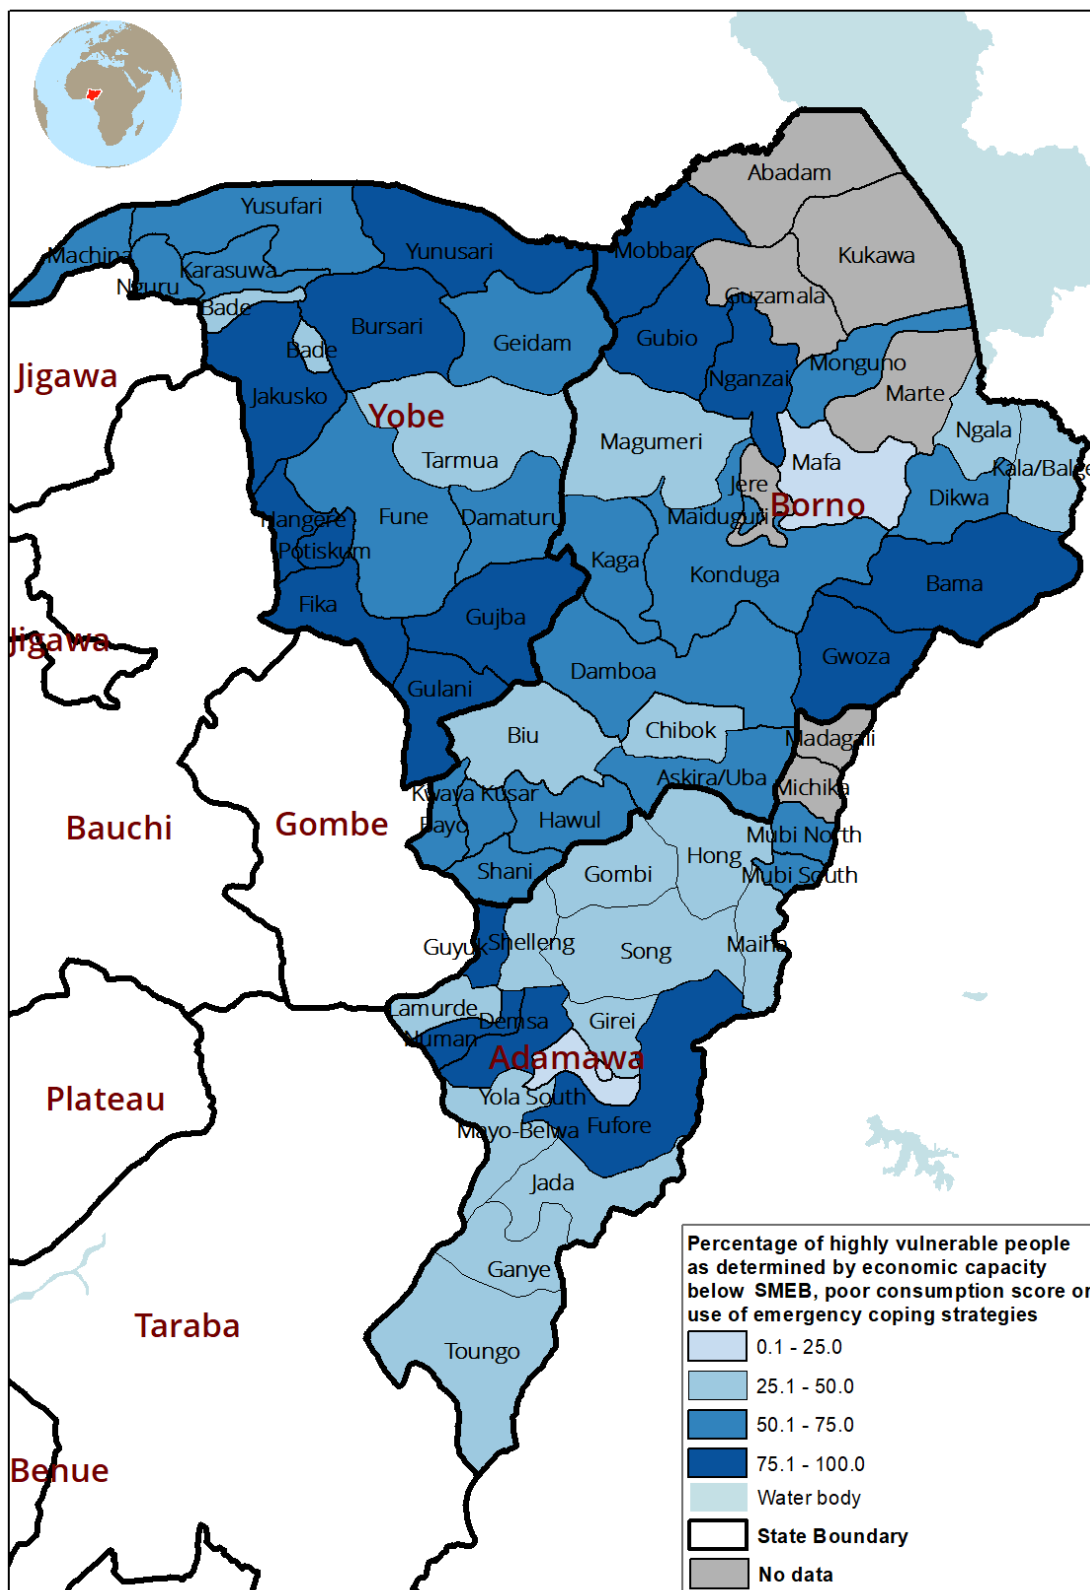 Abadam
Yusufari
Kukawa
Yunusari
Mobbar
Machina
Karasuwa
Nguru
Guzamala
Bade
Bursari
Gubio
Geidam
Bade
Monguno
Nganzai
Jigawa
Marte
Jakusko
Yobe
Ngala
Magumeri
Tarmua
Mafa
Kala/Balge
Jere
Dikwa
Borno
Fune
Damaturu
Maiduguri
Nangere
Potiskum
Kaga
Konduga
Bama
Fika
Gujba
Jigawa
Gwoza
Damboa
Gulani
Biu
Chibok
Madagali
Askira/Uba
Michika
Kwaya Kusar
Bauchi
Gombe
Bayo
Hawul
Mubi North
Hong
Shani
Gombi
Mubi South
Guyuk
Shelleng
Song
Maiha
Lamurde
Demsa
Girei
Numan
Adamawa
Plateau
Yola South
Mayo-Belwa
Fufore
Jada
Ganye
Taraba
Toungo
Benue
Percentage of highly vulnerable people
as determined by economic capacity
below SMEB, poor consumption score or
use of emergency coping strategies
0.1 - 25.0
25.1 - 50.0
50.1 - 75.0
75.1 - 100.0
Water body
State Boundary
No data